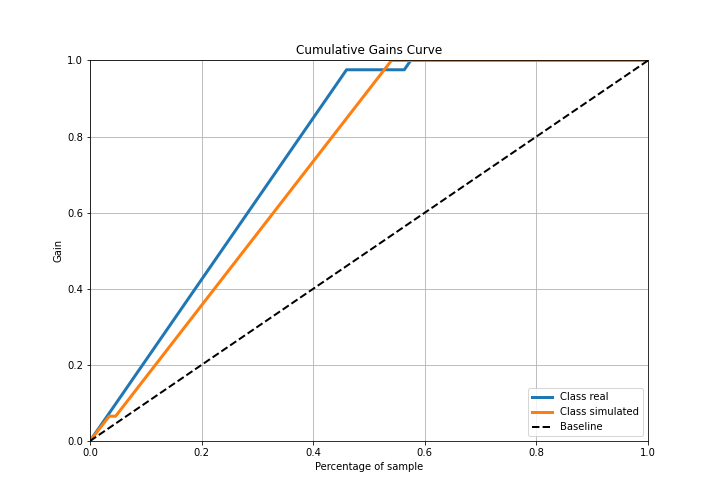 Cumulative Gains Curve
1.0
0.8
0.6
0.4
0.2
0.0
Gain
0.0 0.2 0.4 0.6 0.8 1.0
Percentage of sample
Class real
Class simulated
Baseline